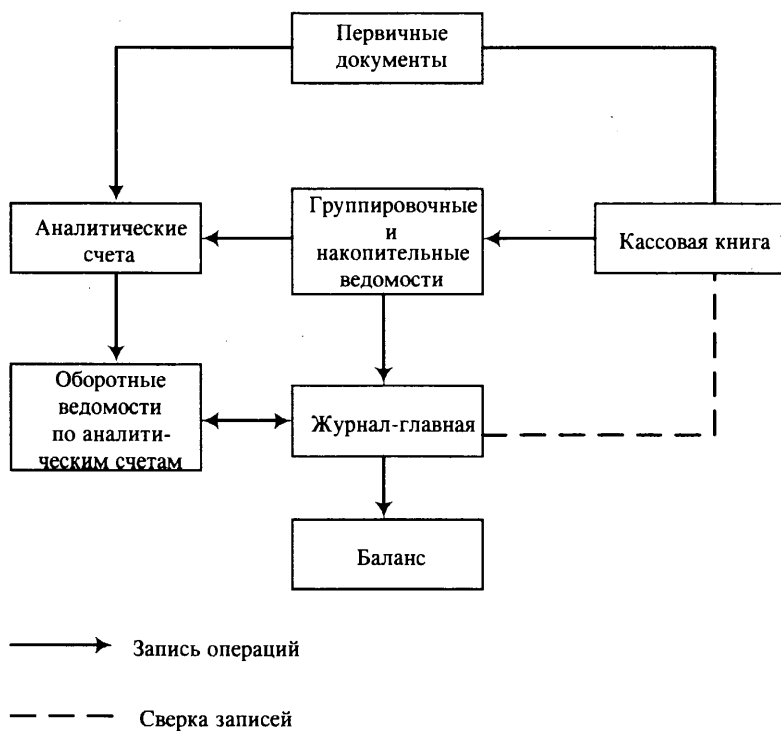 Первичные
документы
Аналитические
счета
Группировочные
и
накопительные
ведомости
Кассовая книга
Оборотные
ведомости
по аналити-
ческим счетам
Журнал-главная
Баланс
Запись операций
Сверка записей